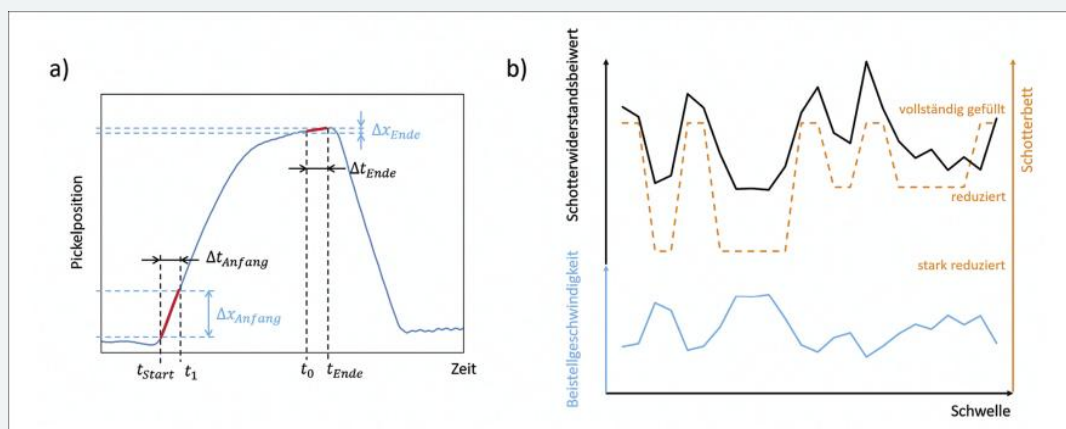 a)
Pickelposition
Δx_Ende
Δt_Ende
Δt_Anfang
Δx_Anfang
t_Start
t_1
t_0
t_Ende
Zeit
b)
Schotterwiderstandsbeiwert
Beistellgeschwindigkeit
vollständig gefüllt
reduziert
stark reduziert
Schotterbett
Schwelle